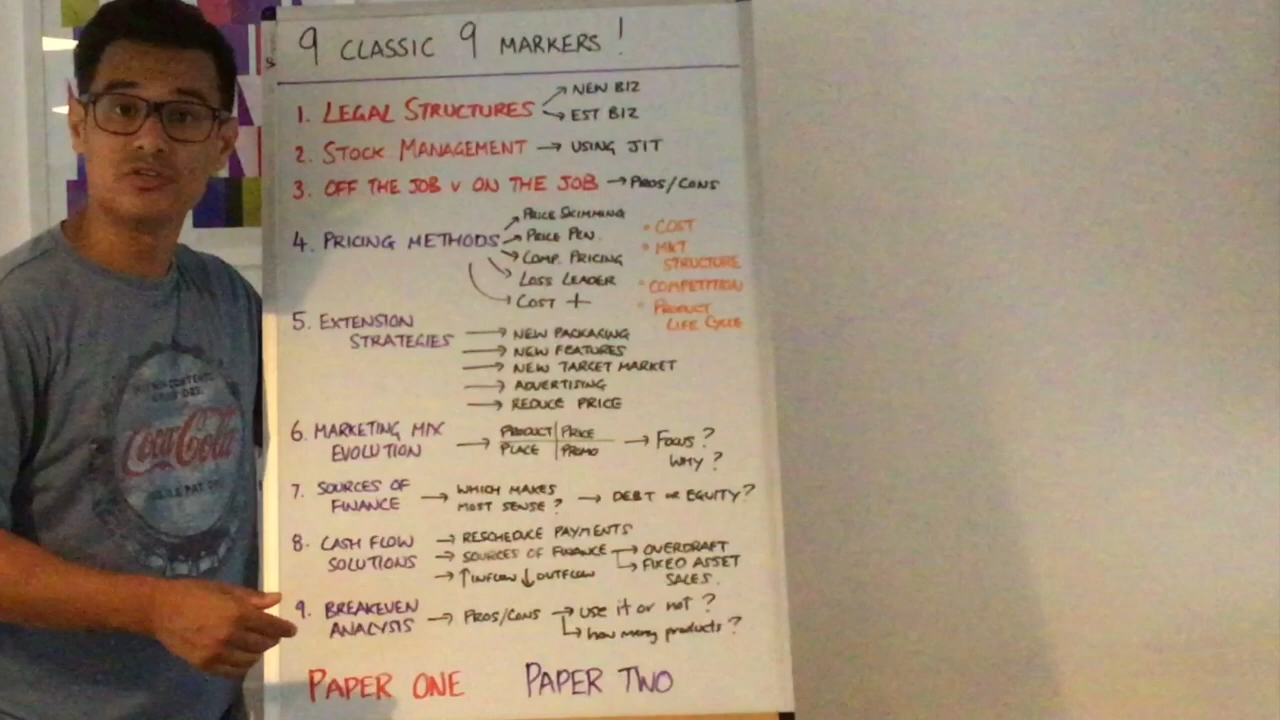 9 CLASSIC 9 MARKERS!
1. LEGAL STRUCTURES → NEW BIZ
→ EST BIZ
2. STOCK MANAGEMENT → USING JIT
3. OFF THE JOB V ON THE JOB → PROS/CONS
4. PRICING METHODS → PRICE SKIMMING
→ PRICE PEN.
→ COMP. PRICING
→ LOSS LEADER
→ COST +
• COST
• MKT
STRUCTURE
• COMPETITION
• PRODUCT
LIFE CYCLE
5. EXTENSION
STRATEGIES
→ NEW PACKAGING
→ NEW FEATURES
→ NEW TARGET MARKET
→ ADVERTISING
→ REDUCE PRICE
6. MARKETING MIX
EVOLUTION
→ PRODUCT | PRICE
PLACE | PROMO
→ FOCUS?
WHY?
7. SOURCES OF
FINANCE
→ WHICH MAKES
MOST SENSE?
→ DEBT OR EQUITY?
8. CASH FLOW
SOLUTIONS
→ RESCHEDULE PAYMENTS
→ SOURCES OF FINANCE → OVERDRAFT
→ FIXED ASSET
SALES.
→ ↑INFLOW ↓OUTFLOW
9. BREAKEVEN
ANALYSIS
→ PROS/CONS → use it or not?
→ how many products?
PAPER ONE PAPER TWO
Coca-Cola